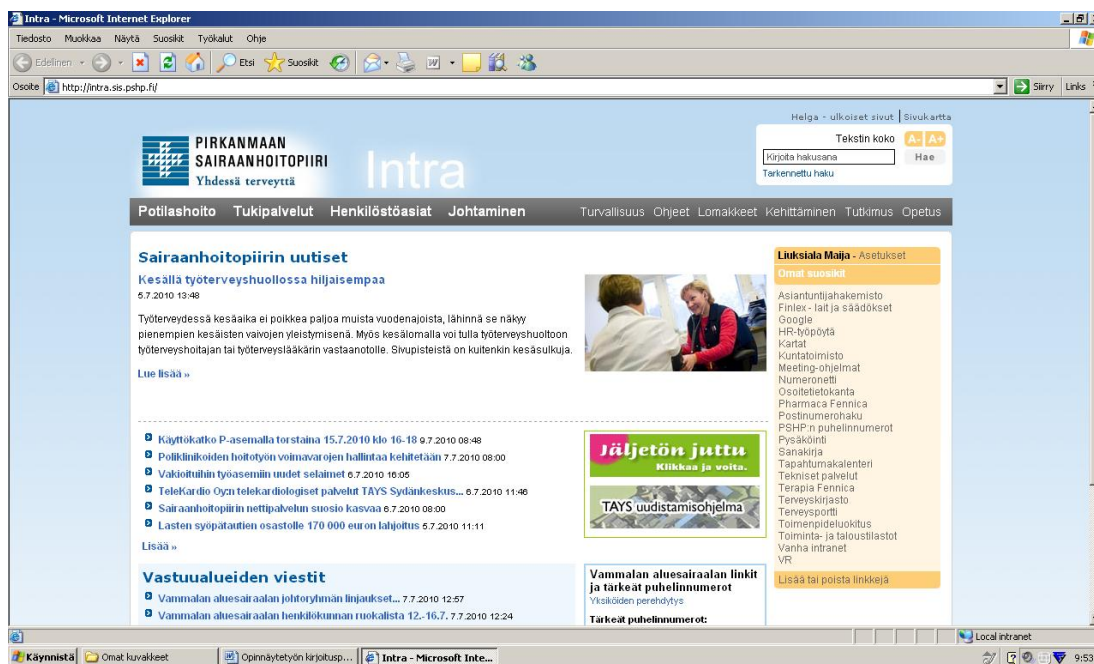 Intra - Microsoft Internet Explorer
Tiedosto Muokkaa Näytä Suosikit Työkalut Ohje
Edellinen Etsi Suosikit
Osoite http://intra.sis.pshp.fi/ Siirry Links
Helga - ulkoiset sivut | Sivukartta
PIRKANMAAN
SAIRAANHOITOPIIRI
Yhdessä terveyttä
Intra
Tekstin koko A- A+
Kirjoita hakusana Hae
Tarkennettu haku
Potilashoito Tukipalvelut Henkilöstöasiat Johtaminen Turvallisuus Ohjeet Lomakkeet Kehittäminen Tutkimus Opetus
Sairaanhoitopiirin uutiset
Kesällä työterveyshuollossa hiljaisempaa
5.7.2010 13:48
Työterveydessä kesäaika ei poikkea paljoa muista vuodenajoista, lähinnä se näkyy
pienempien kesäisten vaivojen yleistymisenä. Myös kesälomalla voi tulla työterveyshuoltoon
työterveyshoitajan tai työterveyslääkärin vastaanotolle. Sivupisteistä on kuitenkin kesäsulkuja.
Lue lisää »
Käyttökatko P-asemalla torstaina 15.7.2010 klo 16-18 9.7.2010 08:48
Poliklinikoiden hoitotyön voimavarojen hallintaa kehitetään 7.7.2010 08:00
Vakioituihin työasemiin uudet selaimet 6.7.2010 16:05
TeleKardio Oy:n telekardiologiset palvelut TAYS Sydänkeskus... 6.7.2010 11:46
Sairaanhoitopiirin nettipalvelun suosio kasvaa 6.7.2010 08:00
Lasten syöpätautien osastolle 170 000 euron lahjoitus 5.7.2010 11:11
Lisää »
Jäljetön juttu
Klikkaa ja voita.
TAYS uudistamisohjelma
Vastuualueiden viestit
Vammalan aluesairaalan johtoryhmän linjaukset... 7.7.2010 12:57
Vammalan aluesairaalan henkilökunnan ruokalista 12.-16.7. 7.7.2010 12:24
Vammalan aluesairaalan linkit
ja tärkeät puhelinnumerot
Yksiköiden perehdytys
Tärkeät puhelinnumerot:
Liuksiala Maija - Asetukset
Omat suosikit
Asiantuntijahakemisto
Finlex - lait ja säädökset
Google
HR-työpöytä
Kartat
Kuntatoimisto
Meeting-ohjelmat
Numeronetti
Osoitetietokanta
Pharmaca Fennica
Postinumerohaku
PSHP:n puhelinnumerot
Pysäköinti
Sanakirja
Tapahtumakalenteri
Tekniset palvelut
Terapia Fennica
Terveyskirjasto
Terveysportti
Toimenpideluokitus
Toiminta- ja taloustilastot
Vanha intranet
VR
Lisää tai poista linkkejä
Local intranet
Käynnistä Omat kuvakkeet Opinnäytetyön kirjoitusp... Intra - Microsoft Inte... 9:53